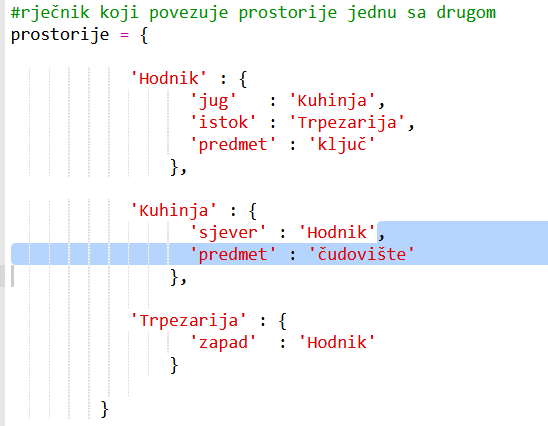 #rječnik koji povezuje prostorije jednu sa drugom
prostorije = {
'Hodnik' : {
'jug' : 'Kuhinja',
'istok' : 'Trpezarija',
'predmet' : 'ključ'
},
'Kuhinja' : {
'sjever' : 'Hodnik',
'predmet' : 'čudovište'
},
'Trpezarija' : {
'zapad' : 'Hodnik'
}
}